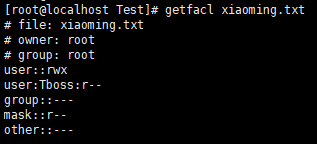 [root@localhost Test]# getfacl xiaoming.txt
# file: xiaoming.txt
# owner: root
# group: root
user::rwx
user:Tboss:r--
group::---
mask::r--
other::---